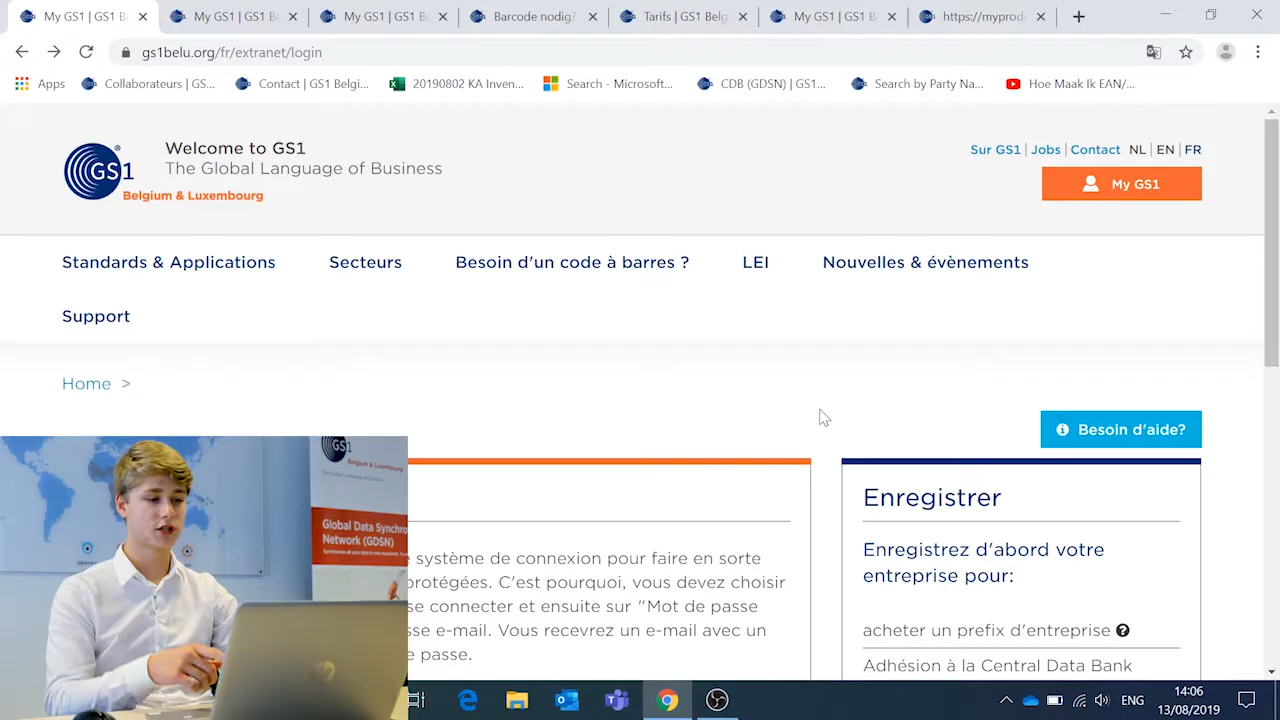 My GS1 | GS1 B
My GS1 | GS1 B
My GS1 | GS1 B
Barcode nodig?
Tarifs | GS1 Belg
My GS1 | GS1 B
https://myprod
gs1belu.org/fr/extranet/login
Apps
Collaborateurs | GS...
Contact | GS1 Belgi...
20190802 KA Inven...
Search - Microsoft...
CDB (GDSN) | GS1...
Search by Party Na...
Hoe Maak Ik EAN/...
Welcome to GS1
The Global Language of Business
GS1
Belgium & Luxembourg
Sur GS1 | Jobs | Contact NL | EN | FR
My GS1
Standards & Applications
Secteurs
Besoin d'un code à barres ?
LEI
Nouvelles & évènements
Support
Home >
Besoin d'aide?
système de connexion pour faire en sorte
protégées. C'est pourquoi, vous devez choisir
se connecter et ensuite sur "Mot de passe
sse e-mail. Vous recevrez un e-mail avec un
e passe.
Enregistrer
Enregistrez d'abord votre
entreprise pour:
acheter un prefix d'entreprise
Adhésion à la Central Data Bank
GS1
Belgium & Luxembourg
Global Data Synchro
Network (GDSN)
ENG
14:06
13/08/2019